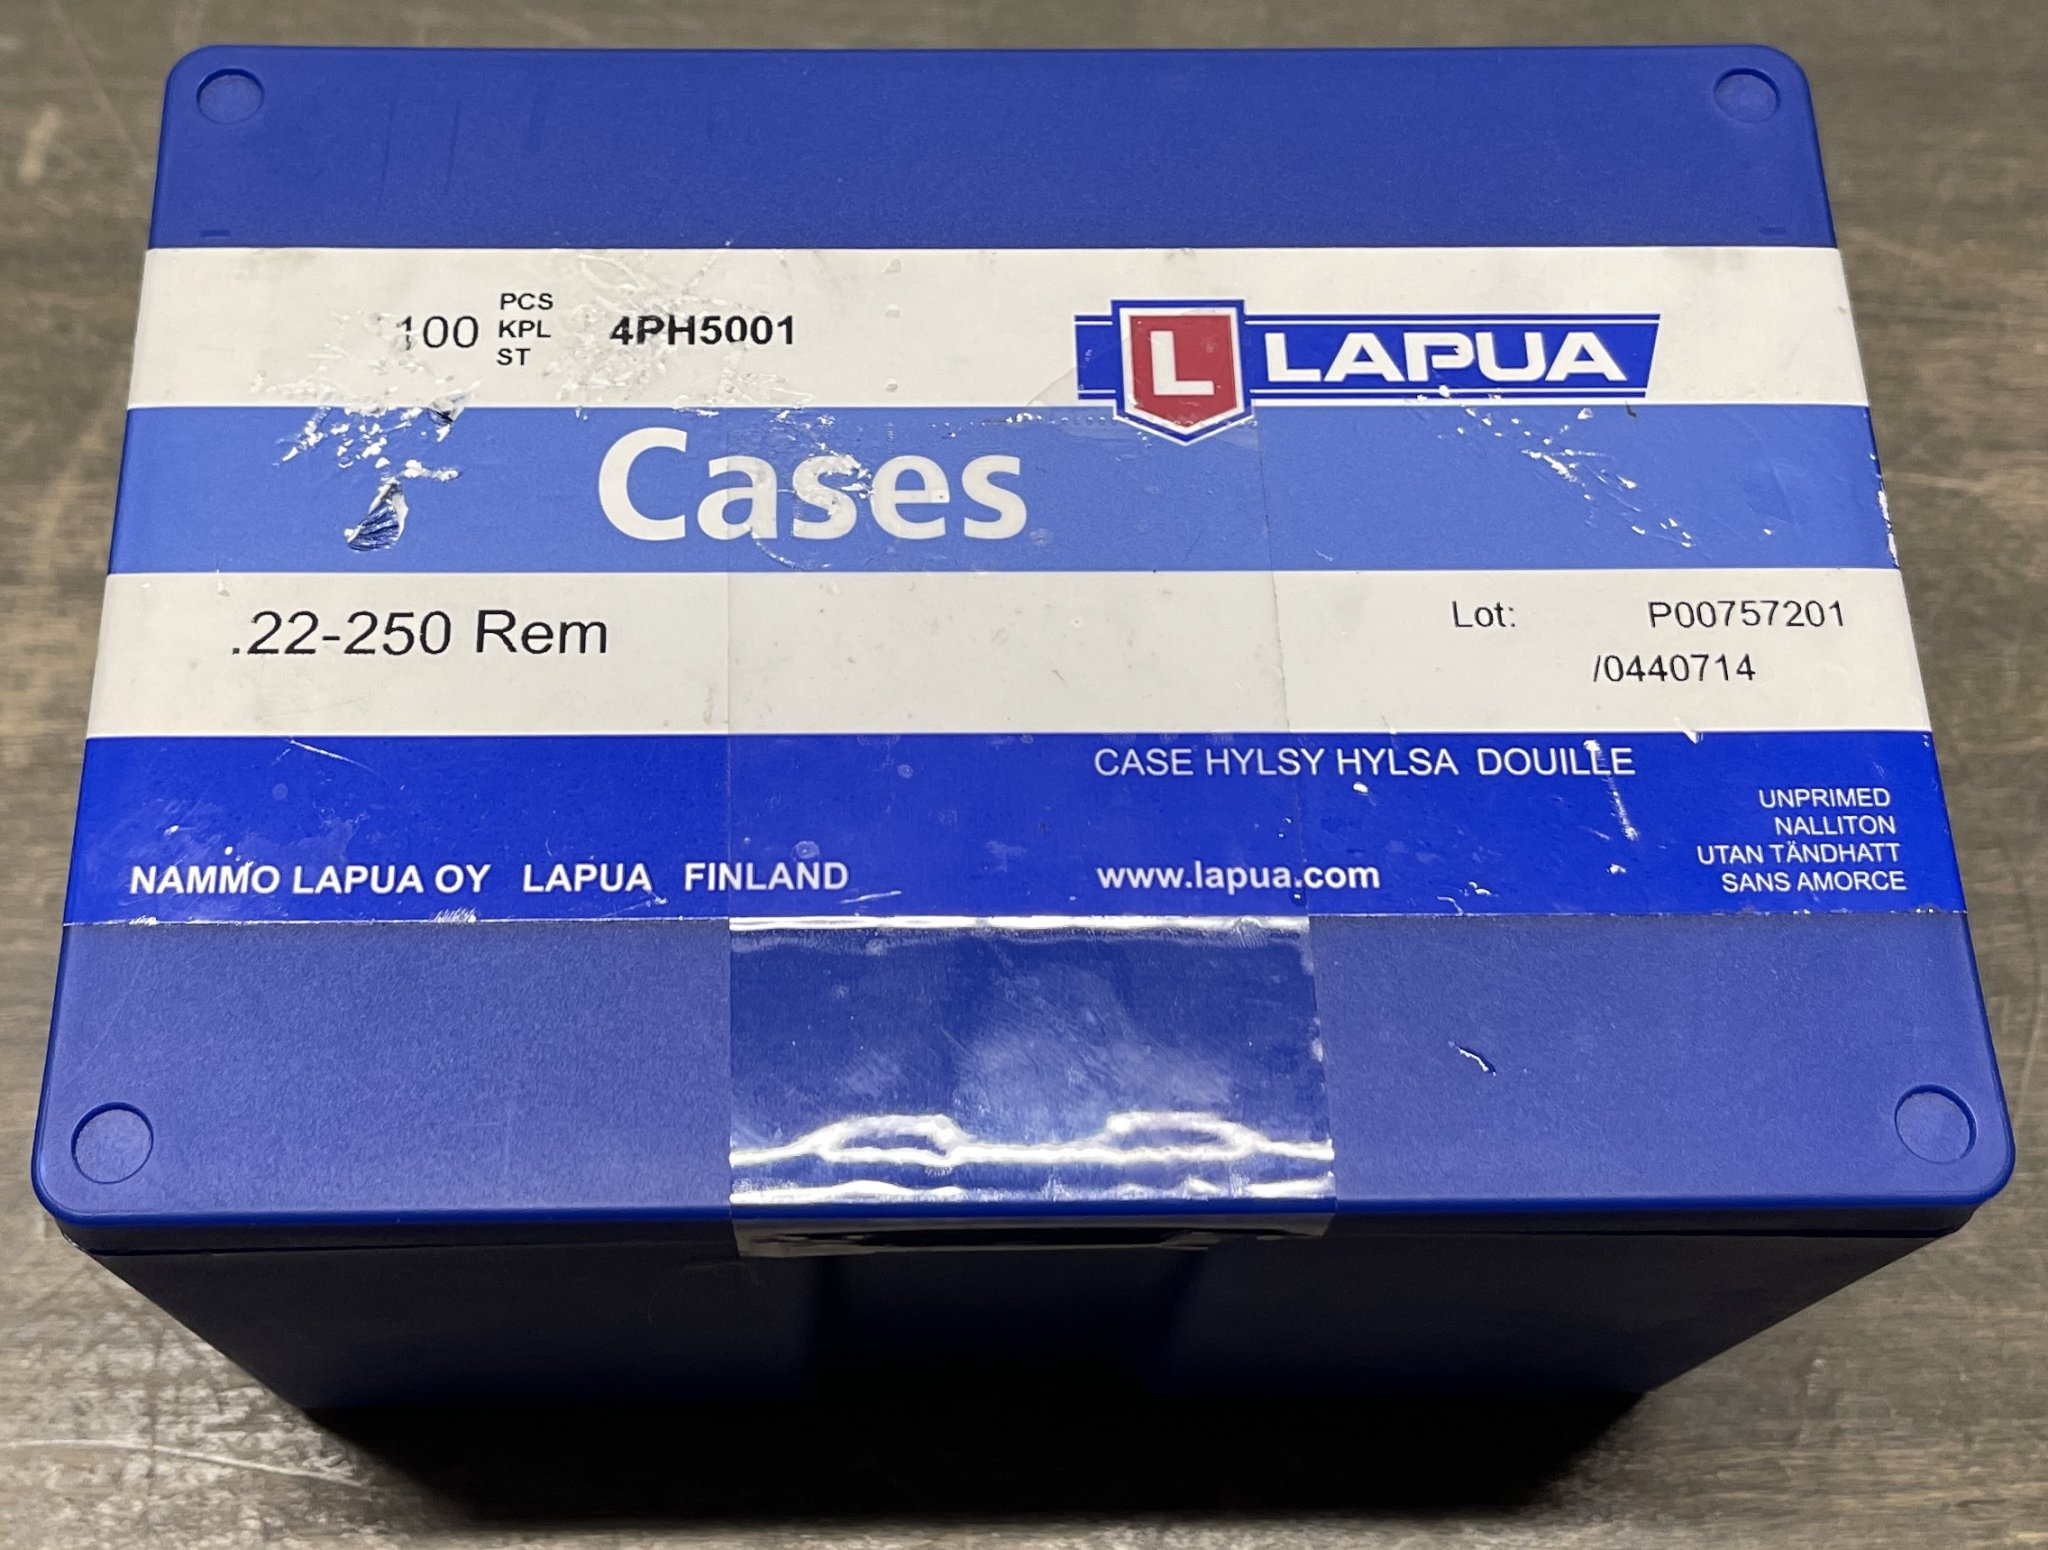 100 PCS KPL ST 4PH5001
L LAPUA
Cases
.22-250 Rem
Lot: P00757201
/0440714
CASE HYLSY HYLSA DOUILLE
UNPRIMED
NALLITON
UTAN TÄNDHATT
SANS AMORCE
NAMMO LAPUA OY LAPUA FINLAND
www.lapua.com